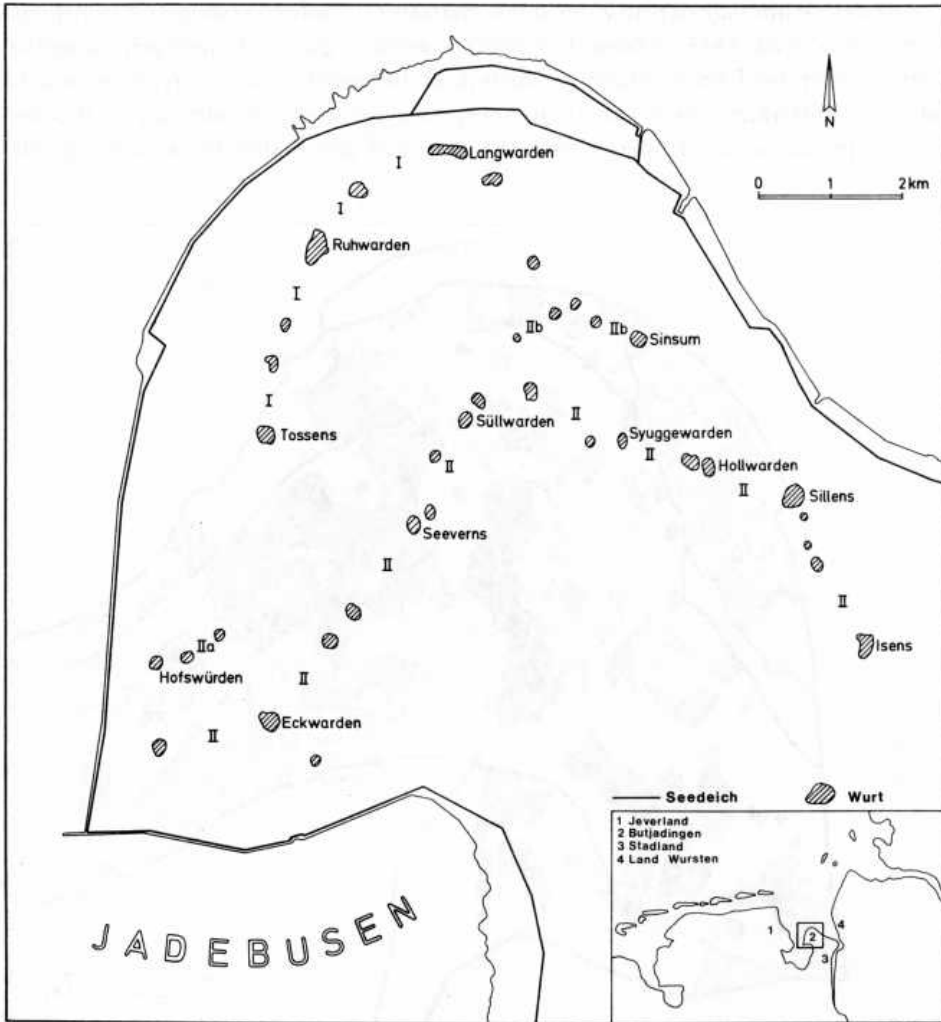 N
0 1 2 km
Langwarden
I
I
Ruhwarden
I
IIb
IIb
Sinsum
I
Tossens
Süllwarden
II
Syuggewarden
II
II
Hollwarden
II
Sillens
Seeverns
II
II
Isens
IIa
Hofswürden
II
Eckwarden
II
Seedeich
Wurt
1 Jeverland
2 Butjadingen
3 Stadland
4 Land Wursten
1
2
3
4
JADEBUSEN